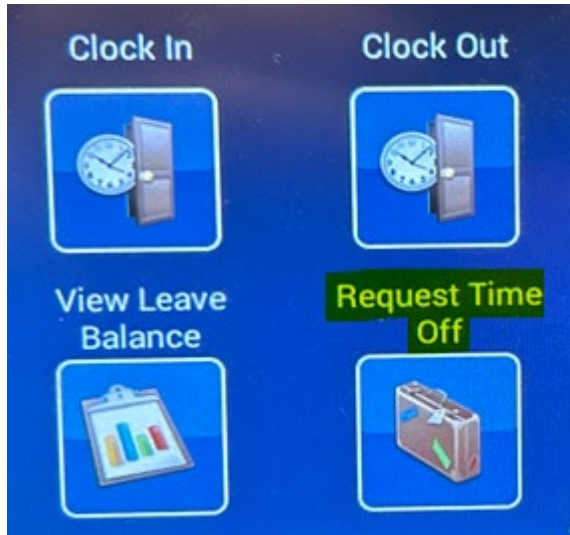 Clock In
Clock Out
View Leave
Balance
Request Time
Off